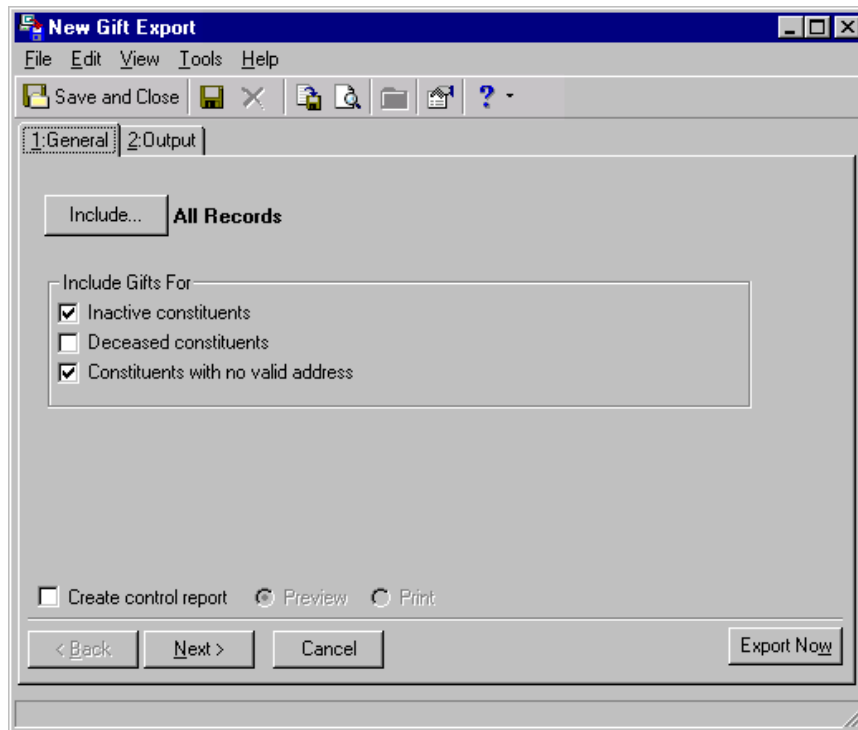 New Gift Export
File Edit View Tools Help
Save and Close ?
1:General 2:Output
Include... All Records
Include Gifts For
Inactive constituents
Deceased constituents
Constituents with no valid address
Create control report Preview Print
< Back Next > Cancel Export Now